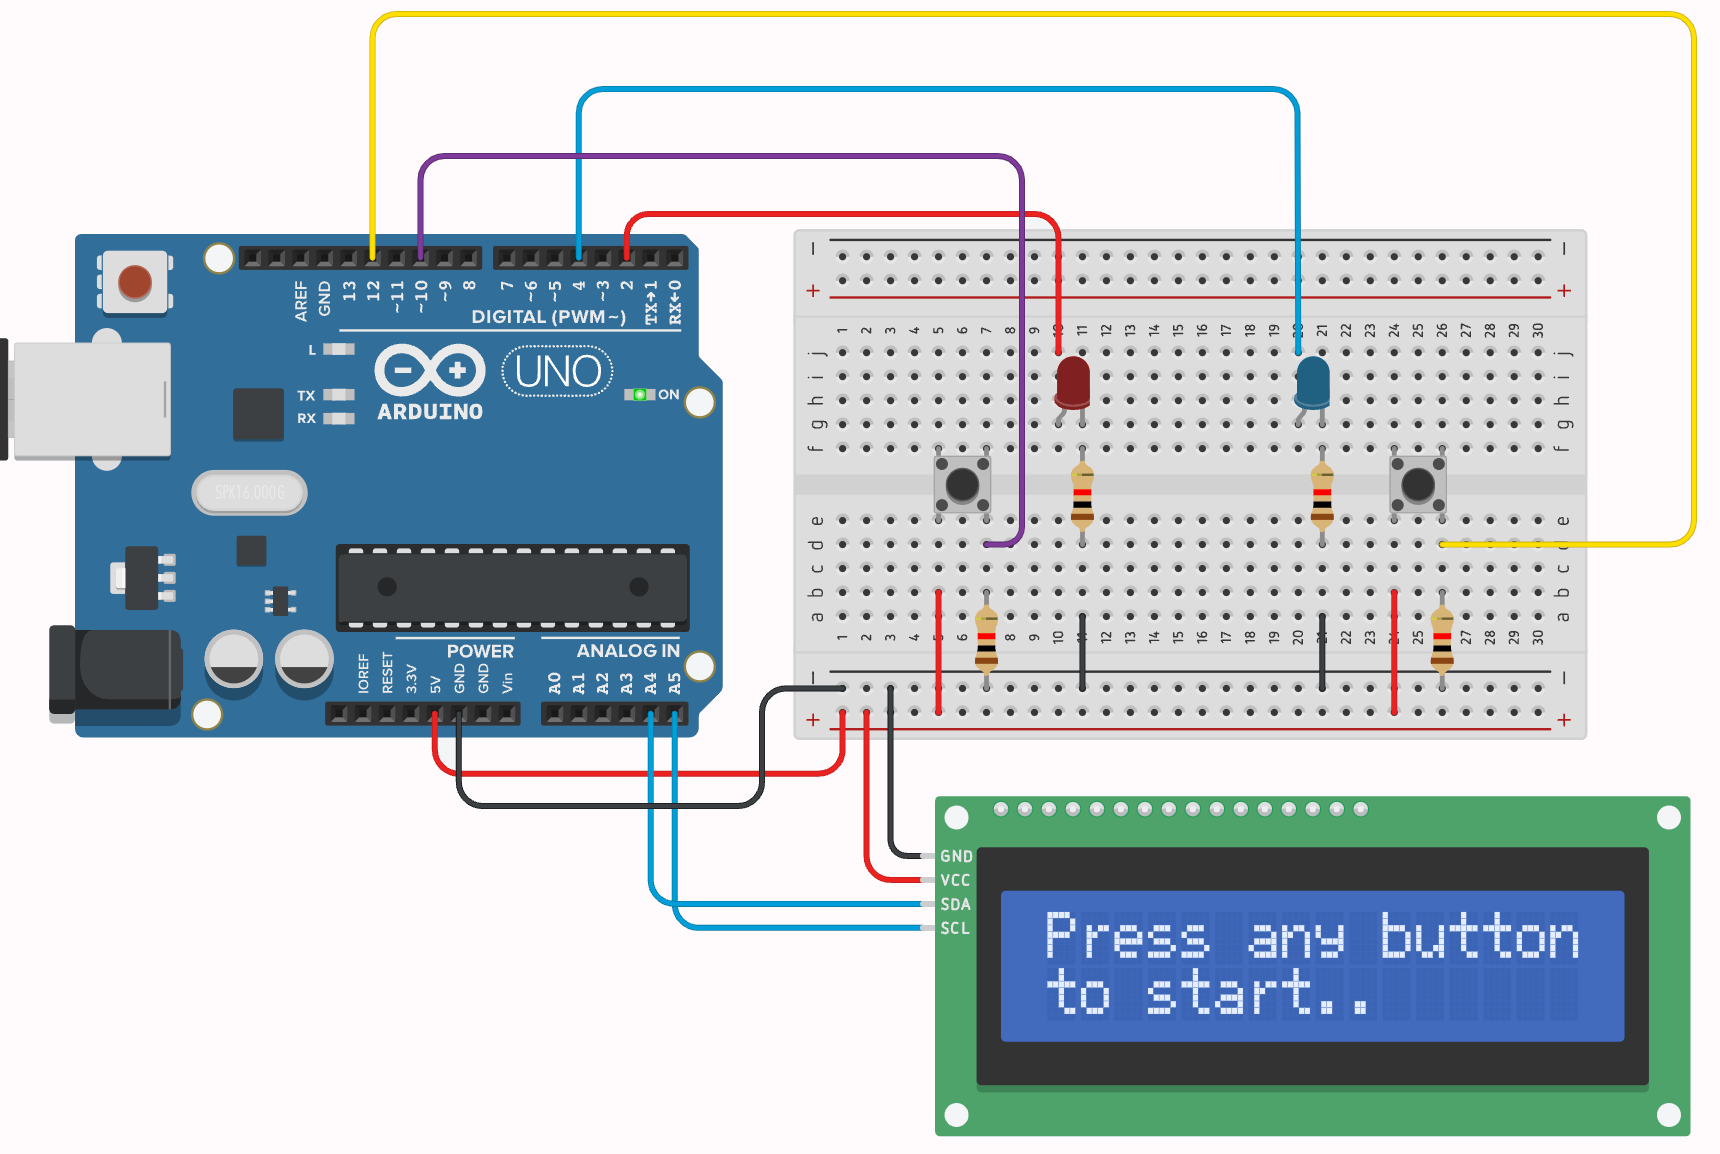 AREF
GND
13
12
~11
~10
~9
8
7
~6
~5
4
~3
2
TX→1
RX←0
DIGITAL (PWM~)
L
TX
RX
ARDUINO
UNO
ON
SPK16.000G
POWER
ANALOG IN
IOREF
RESET
3.3V
5V
GND
GND
Vin
A0
A1
A2
A3
A4
A5
− −
+ +
1 2 3 4 5 6 7 8 9 10 11 12 13 14 15 16 17 18 19 20 21 22 23 24 25 26 27 28 29 30
j j
i i
h h
g g
f f
e e
d d
c c
b b
a a
1 2 3 4 5 6 8 9 10 11 12 13 14 15 16 17 18 19 20 21 22 23 24 25 27 28 29 30
− −
+ +
GND
VCC
SDA
SCL
Press any button
to start..